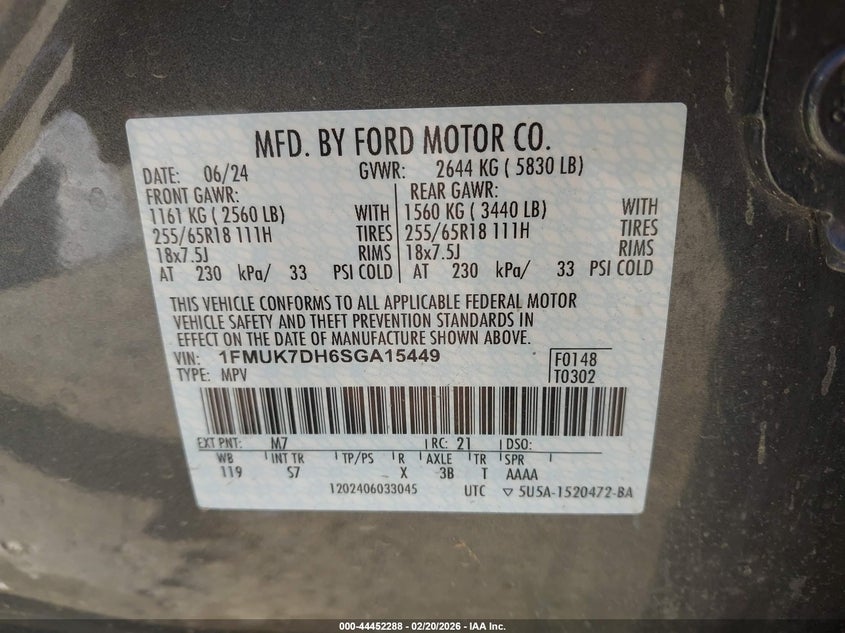 MFD. BY FORD MOTOR CO.
DATE: 06/24 GVWR: 2644 KG ( 5830 LB)
FRONT GAWR: REAR GAWR:
1161 KG ( 2560 LB) WITH 1560 KG ( 3440 LB) WITH
255/65R18 111H TIRES 255/65R18 111H TIRES
18x7.5J RIMS 18x7.5J RIMS
AT 230 kPa/ 33 PSI COLD AT 230 kPa/ 33 PSI COLD
THIS VEHICLE CONFORMS TO ALL APPLICABLE FEDERAL MOTOR
VEHICLE SAFETY AND THEFT PREVENTION STANDARDS IN
EFFECT ON THE DATE OF MANUFACTURE SHOWN ABOVE.
VIN: 1FMUK7DH6SGA15449 F0148
TYPE: MPV T0302
EXT PNT: M7 RC: 21 DSO:
WB INT TR TP/PS R AXLE TR SPR
119 S7 X 3B T AAAA
1202406033045 UTC ▽ 5U5A-1520472-BA
000-44452288 - 02/20/2026 - IAA Inc.